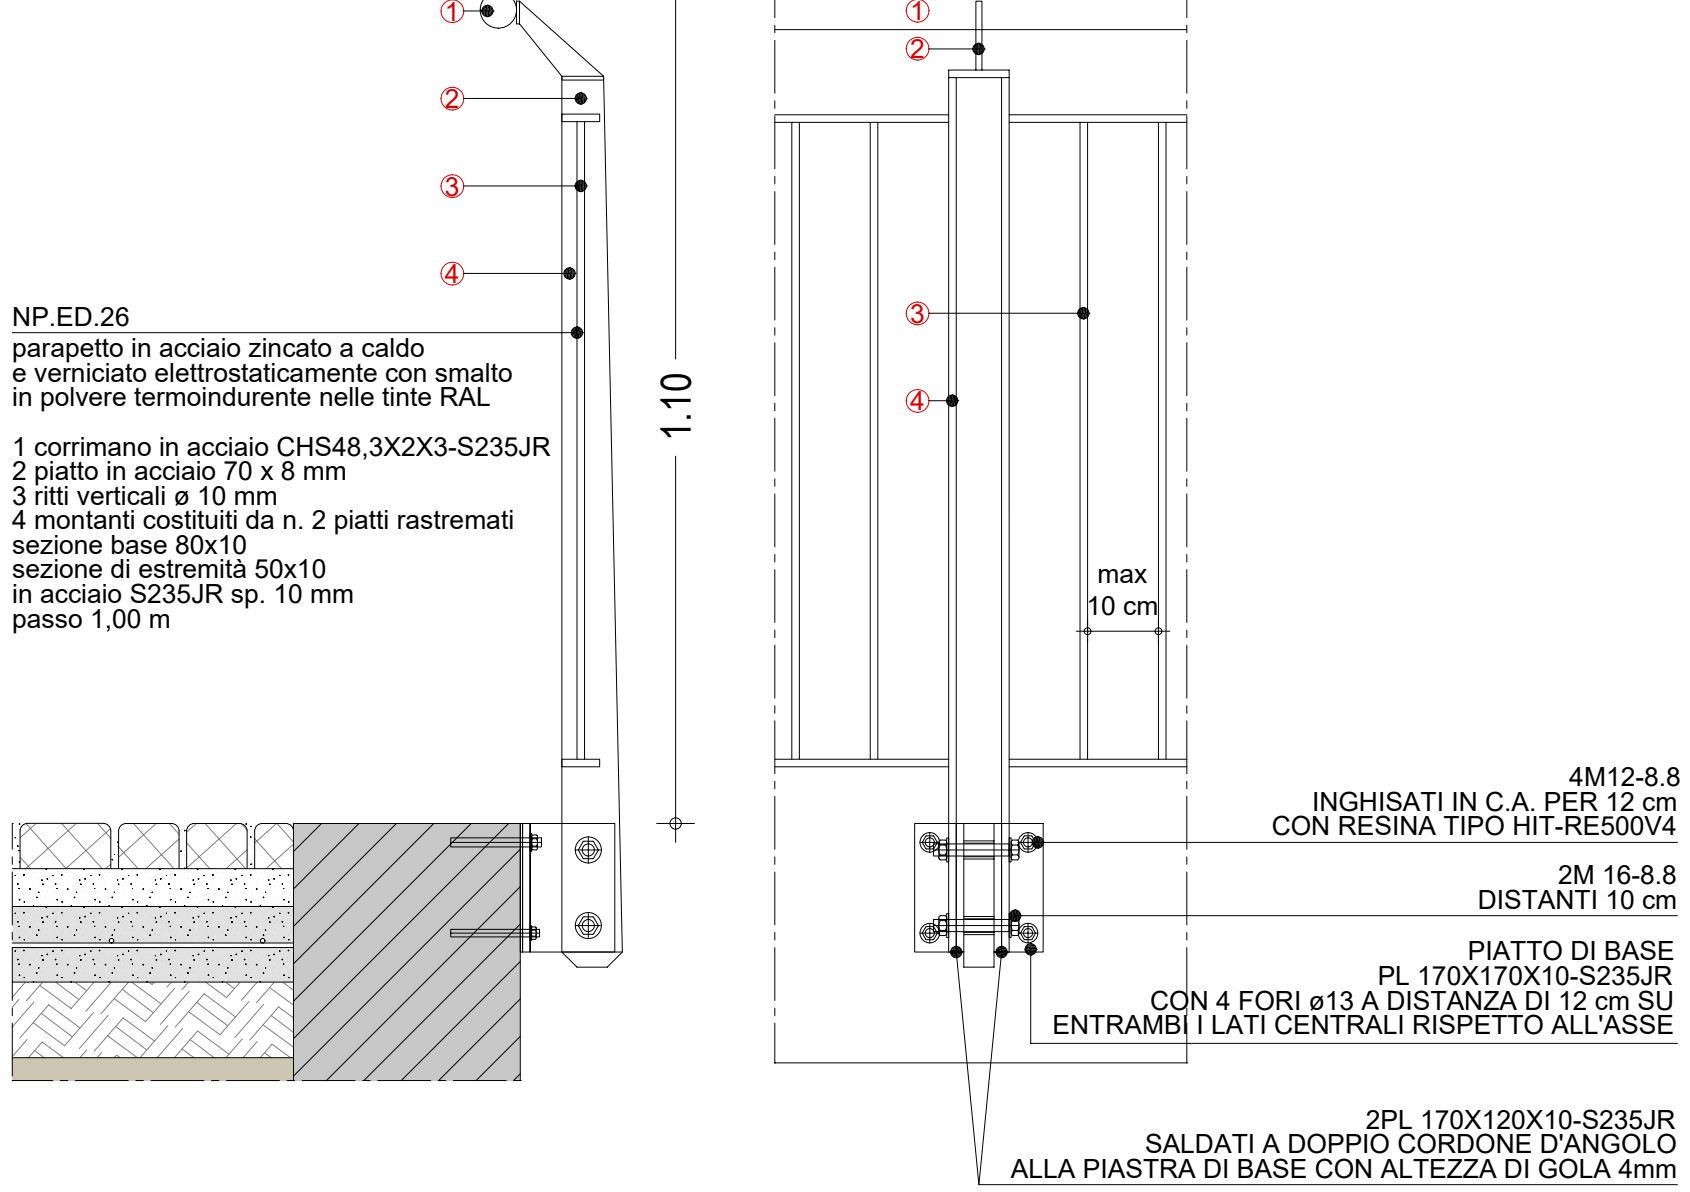 1
2
3
4
NP.ED.26
parapetto in acciaio zincato a caldo
e verniciato elettrostaticamente con smalto
in polvere termoindurente nelle tinte RAL
1 corrimano in acciaio CHS48,3X2X3-S235JR
2 piatto in acciaio 70 x 8 mm
3 ritti verticali ø 10 mm
4 montanti costituiti da n. 2 piatti rastremati
sezione base 80x10
sezione di estremità 50x10
in acciaio S235JR sp. 10 mm
passo 1,00 m
1.10
1
2
3
4
max
10 cm
4M12-8.8
INGHISATI IN C.A. PER 12 cm
CON RESINA TIPO HIT-RE500V4
2M 16-8.8
DISTANTI 10 cm
PIATTO DI BASE
PL 170X170X10-S235JR
CON 4 FORI ø13 A DISTANZA DI 12 cm SU
ENTRAMBI I LATI CENTRALI RISPETTO ALL'ASSE
2PL 170X120X10-S235JR
SALDATI A DOPPIO CORDONE D'ANGOLO
ALLA PIASTRA DI BASE CON ALTEZZA DI GOLA 4mm